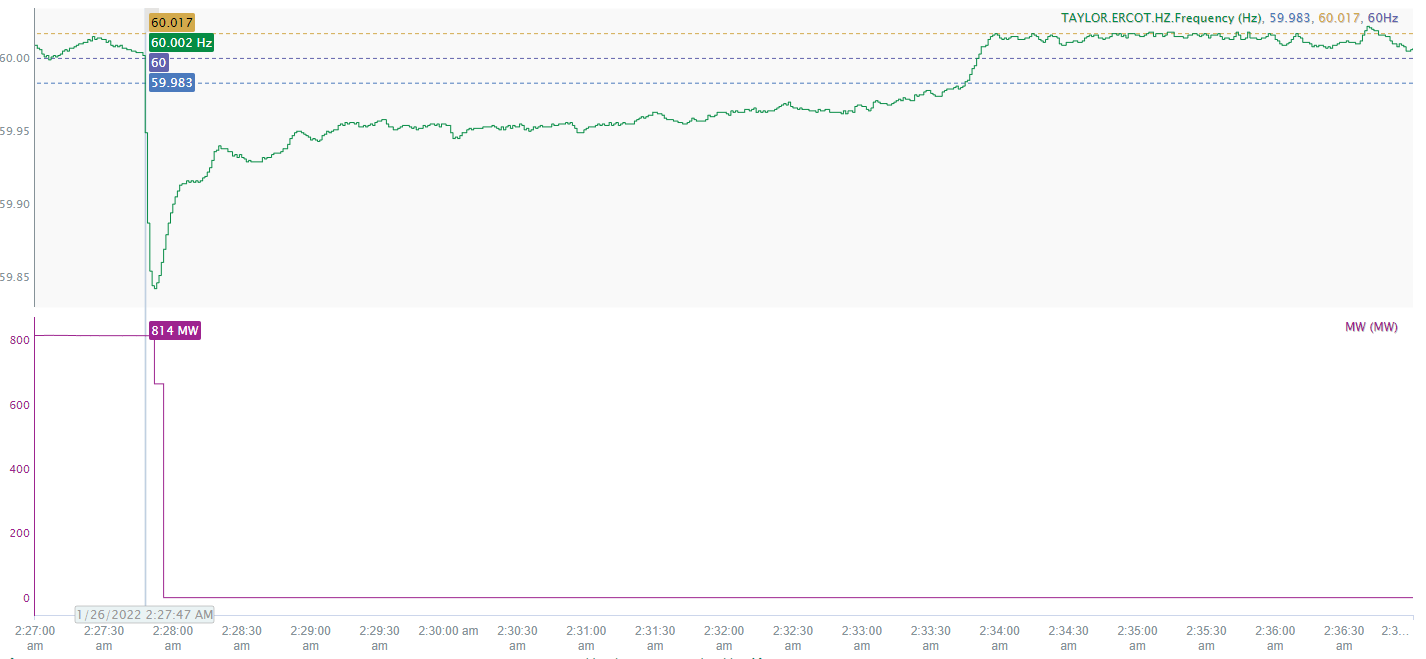 TAYLOR.ERCOT.HZ.Frequency (Hz), 59.983, 60.017, 60Hz
60.017
60.002 Hz
60
59.983
60.00
59.95
59.90
59.85
MW (MW)
814 MW
800
600
400
200
0
1/26/2022 2:27:47 AM
2:27:00 am
2:27:30 am
2:28:00 am
2:28:30 am
2:29:00 am
2:29:30 am
2:30:00 am
2:30:30 am
2:31:00 am
2:31:30 am
2:32:00 am
2:32:30 am
2:33:00 am
2:33:30 am
2:34:00 am
2:34:30 am
2:35:00 am
2:35:30 am
2:36:00 am
2:36:30 am
2:3...